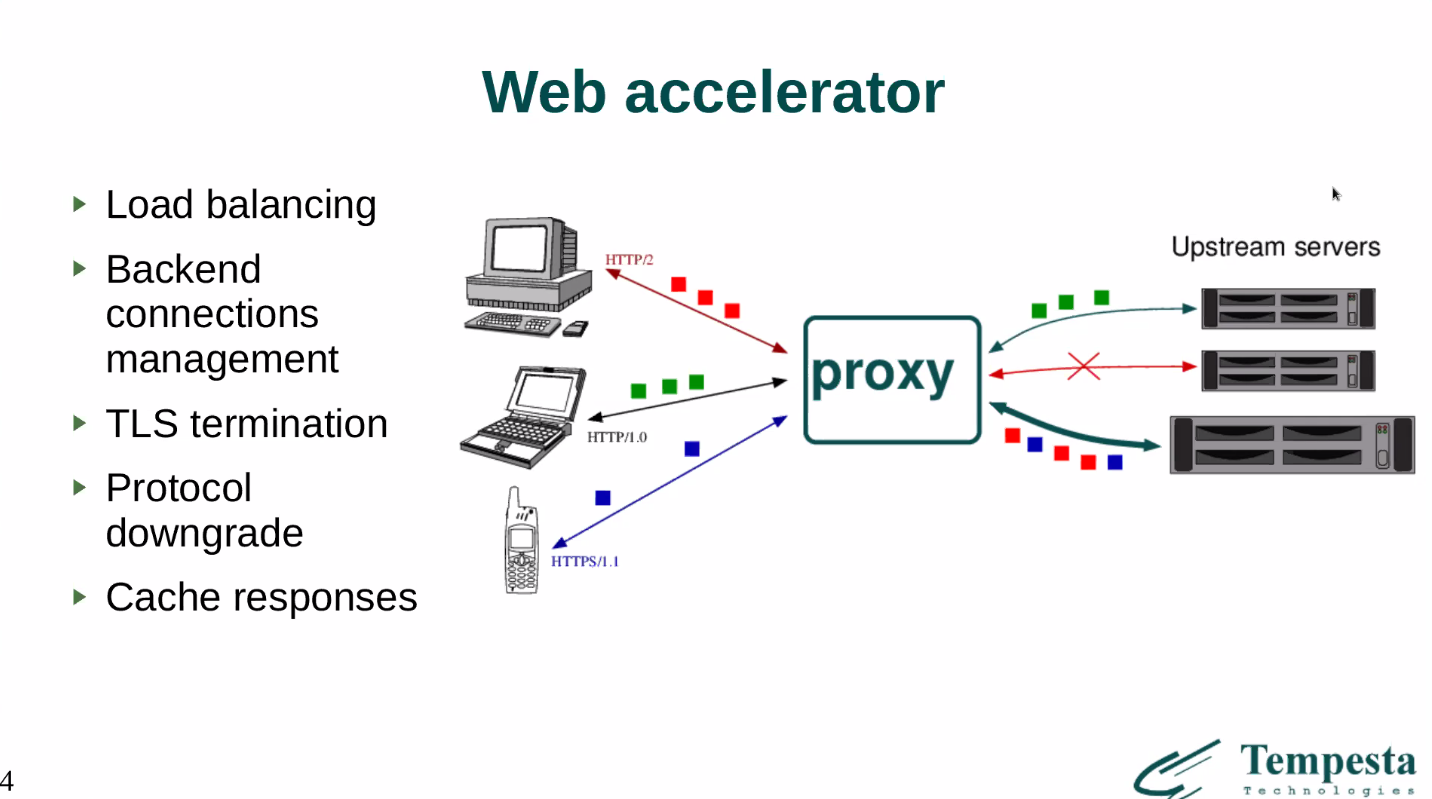 Web accelerator
Load balancing
Backend
connections
management
TLS termination
Protocol
downgrade
Cache responses
HTTP/2
HTTP/1.0
HTTPS/1.1
proxy
Upstream servers
4
Tempesta
Technologies